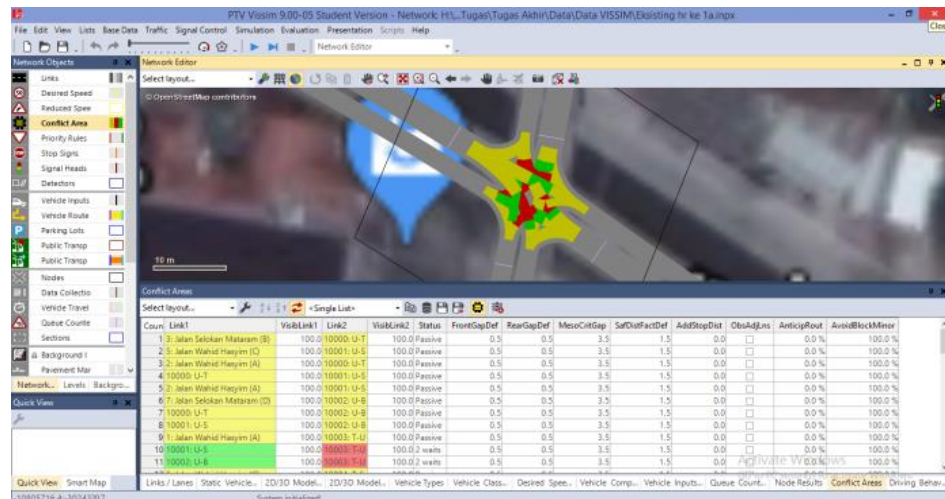 PTV Vissim 9.00-05 Student Version - Network: H:\...Tugas\Tugas Akhir\Data\Data VISSIM\Eksisting hr ke 1a.inpx
File Edit View Lists Base Data Traffic Signal Control Simulation Evaluation Presentation Scripts Help
Clos
Network Editor
Network Objects
Network Editor
Select layout...
© OpenStreetMap contributors
Links
Desired Speed
Reduced Spee
Conflict Area
Priority Rules
Stop Signs
Signal Heads
Detectors
Vehicle Inputs
Vehicle Route
Parking Lots
Public Transp
Public Transp
Nodes
Data Collectio
Vehicle Travel
Queue Counte
Sections
Background I
Pavement Mar
Network... Levels Backgro...
Quick View
Quick View Smart Map
10 m
Conflict Areas
Select layout... <Single List>
Coun Link1 VisibLink1 Link2 VisibLink2 Status FrontGapDef RearGapDef MesoCritGap SafDistFactDef AddStopDist ObsAdjLns AnticipRout AvoidBlockMinor
1 3: Jalan Selokan Mataram (B) 100.0 10000: U-T 100.0 Passive 0.5 0.5 3.5 1.5 0.0 0.0 % 100.0 %
2 5: Jalan Wahid Hasyim (C) 100.0 10000: U-T 100.0 Passive 0.5 0.5 3.5 1.5 0.0 0.0 % 100.0 %
3 2: Jalan Wahid Hasyim (A) 100.0 10000: U-T 100.0 Passive 0.5 0.5 3.5 1.5 0.0 0.0 % 100.0 %
4 10000: U-T 100.0 10001: U-S 100.0 Passive 0.5 0.5 3.5 1.5 0.0 0.0 % 100.0 %
5 2: Jalan Wahid Hasyim (A) 100.0 10001: U-S 100.0 Passive 0.5 0.5 3.5 1.5 0.0 0.0 % 100.0 %
6 7: Jalan Selokan Mataram (D) 100.0 10002: U-B 100.0 Passive 0.5 0.5 3.5 1.5 0.0 0.0 % 100.0 %
7 10000: U-T 100.0 10002: U-B 100.0 Passive 0.5 0.5 3.5 1.5 0.0 0.0 % 100.0 %
8 10001: U-S 100.0 10002: U-B 100.0 Passive 0.5 0.5 3.5 1.5 0.0 0.0 % 100.0 %
9 1: Jalan Wahid Hasyim (A) 100.0 10003: T-U 100.0 Passive 0.5 0.5 3.5 1.5 0.0 0.0 % 100.0 %
10 10001: U-S 100.0 10003: T-U 100.0 2 waits 0.5 0.5 3.5 1.5 0.0 0.0 % 100.0 %
11 10002: U-B 100.0 10003: T-U 100.0 2 waits 0.5 0.5 3.5 1.5 0.0 0.0 % 100.0 %
Activate Windows
Links / Lanes Static Vehicle... 2D/3D Model... 2D/3D Model... Vehicle Types Vehicle Class... Desired Spee... Vehicle Comp... Vehicle Inputs... Queue Count... Node Results Conflict Areas Driving Behav
System initialized!